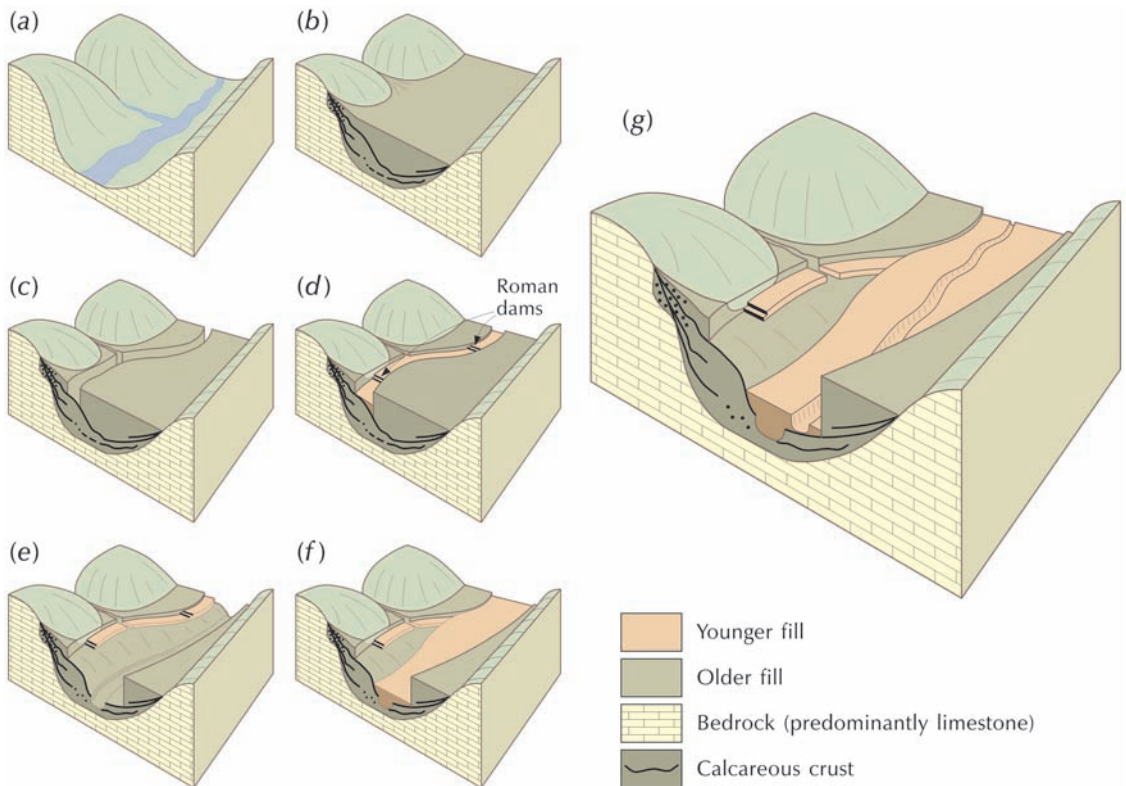 (a)
(b)
(g)
(c)
(d)
Roman
dams
(e)
(f)
Younger fill
Older fill
Bedrock (predominantly limestone)
Calcareous crust